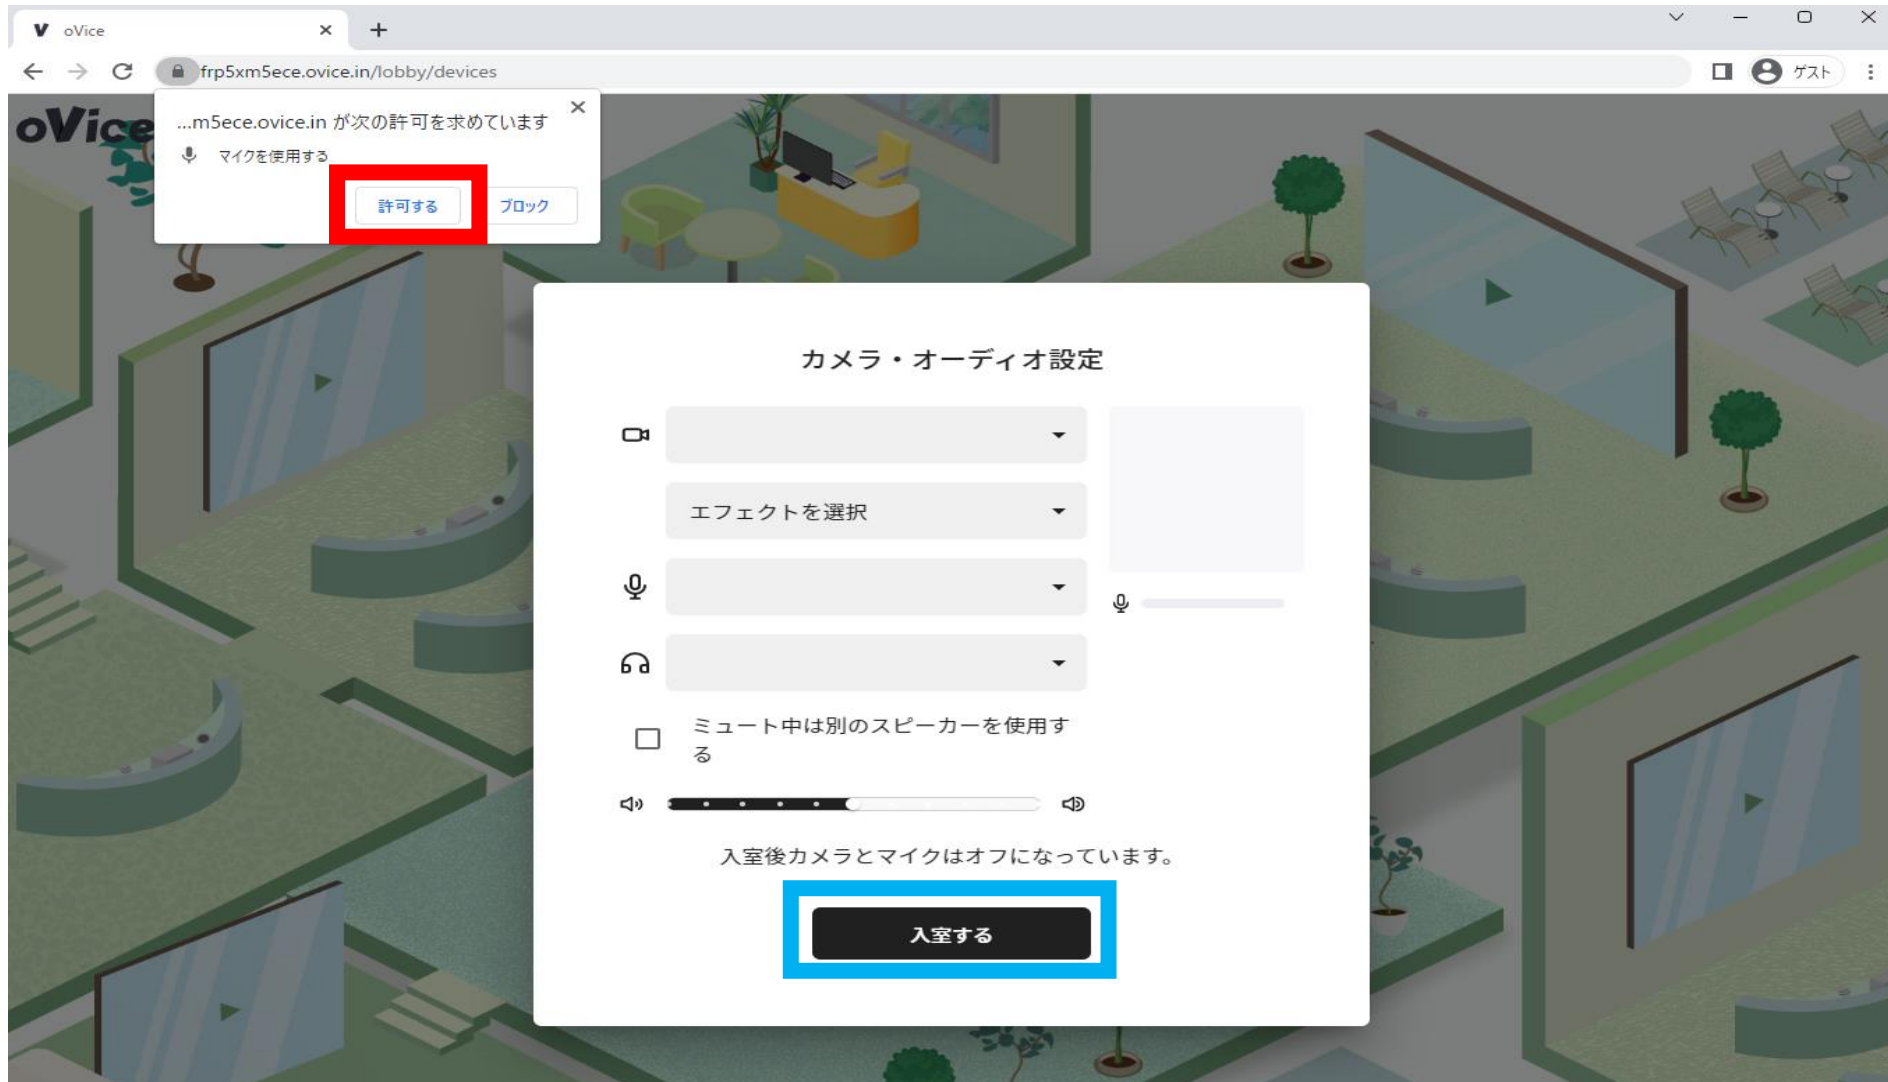 oVice
frp5xm5ece.ovice.in/lobby/devices
ゲスト
oVice
...m5ece.ovice.in が次の許可を求めています
マイクを使用する
許可する
ブロック
カメラ・オーディオ設定
エフェクトを選択
ミュート中は別のスピーカーを使用す
る
入室後カメラとマイクはオフになっています。
入室する